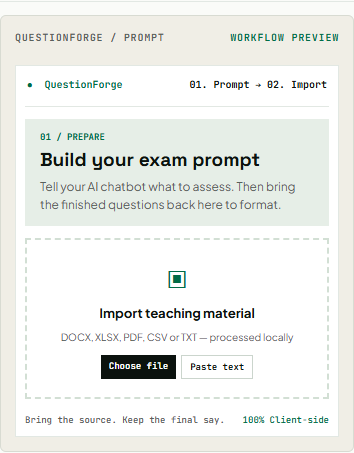 QUESTIONFORGE / PROMPT WORKFLOW PREVIEW
QuestionForge 01. Prompt → 02. Import
01 / PREPARE
Build your exam prompt
Tell your AI chatbot what to assess. Then bring
the finished questions back here to format.
Import teaching material
DOCX, XLSX, PDF, CSV or TXT — processed locally
Choose file Paste text
Bring the source. Keep the final say. 100% Client-side